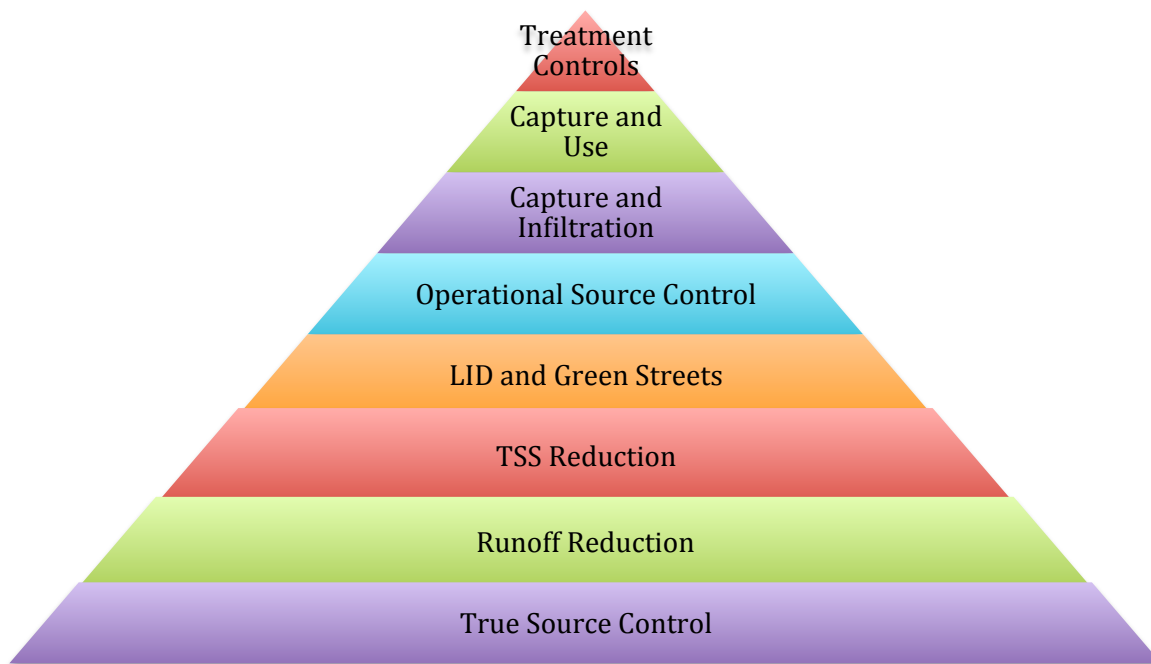 Treatment
Controls
Capture and
Use
Capture and
Infiltration
Operational Source Control
LID and Green Streets
TSS Reduction
Runoff Reduction
True Source Control